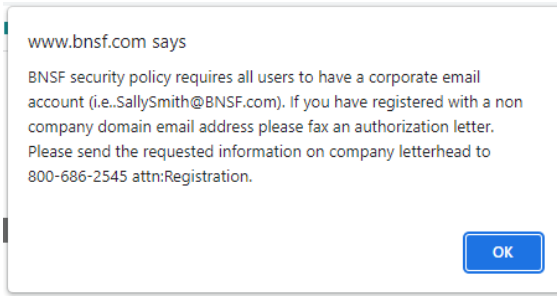 www.bnsf.com says
BNSF security policy requires all users to have a corporate email
account (i.e..SallySmith@BNSF.com). If you have registered with a non
company domain email address please fax an authorization letter.
Please send the requested information on company letterhead to
800-686-2545 attn:Registration.
OK